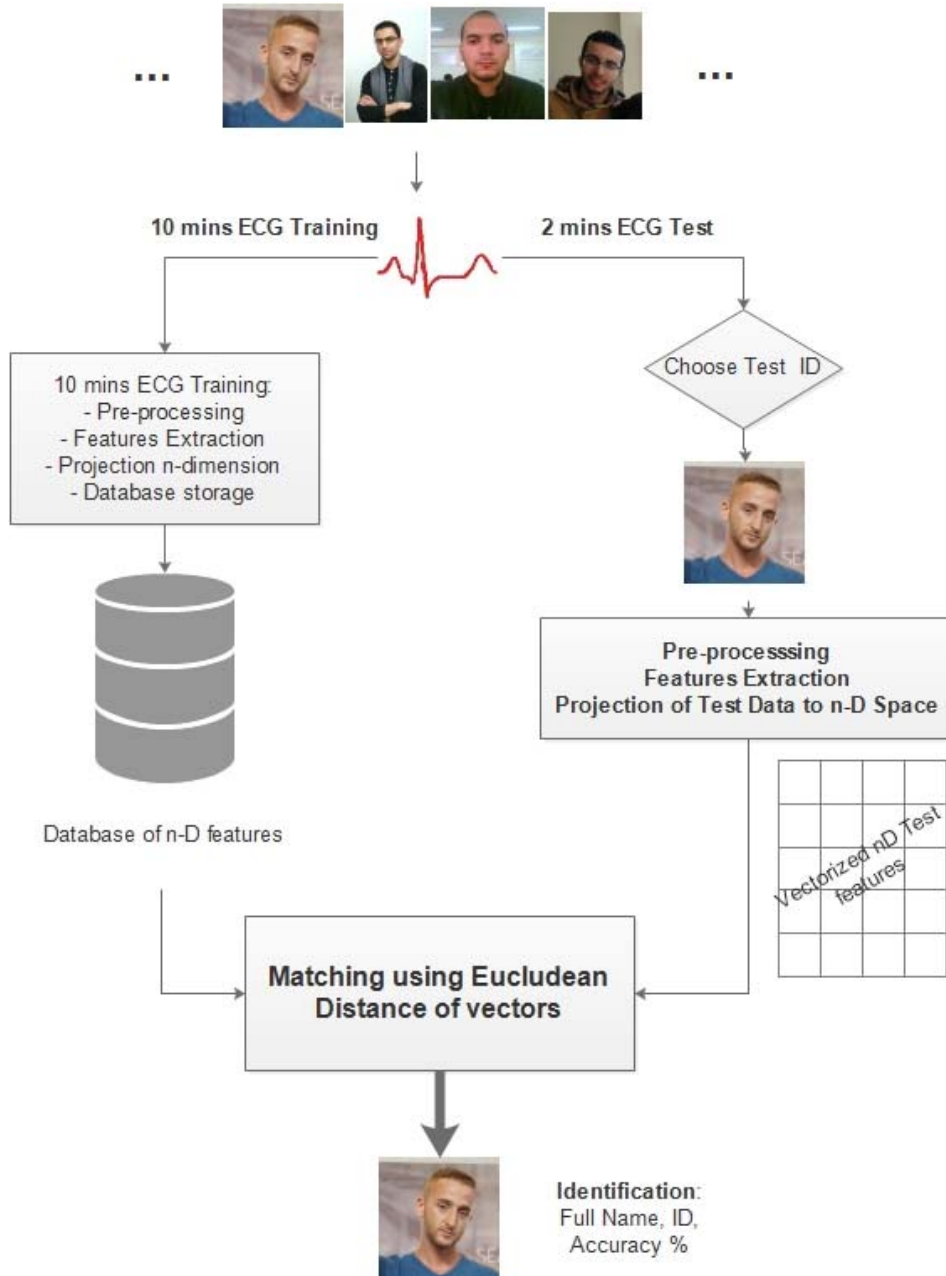 ...
...
10 mins ECG Training
2 mins ECG Test
Choose Test ID
10 mins ECG Training:
- Pre-processing
- Features Extraction
- Projection n-dimension
- Database storage
Pre-processsing
Features Extraction
Projection of Test Data to n-D Space
Database of n-D features
Vectorized nD Test
features
Matching using Eucludean
Distance of vectors
Identification:
Full Name, ID,
Accuracy %